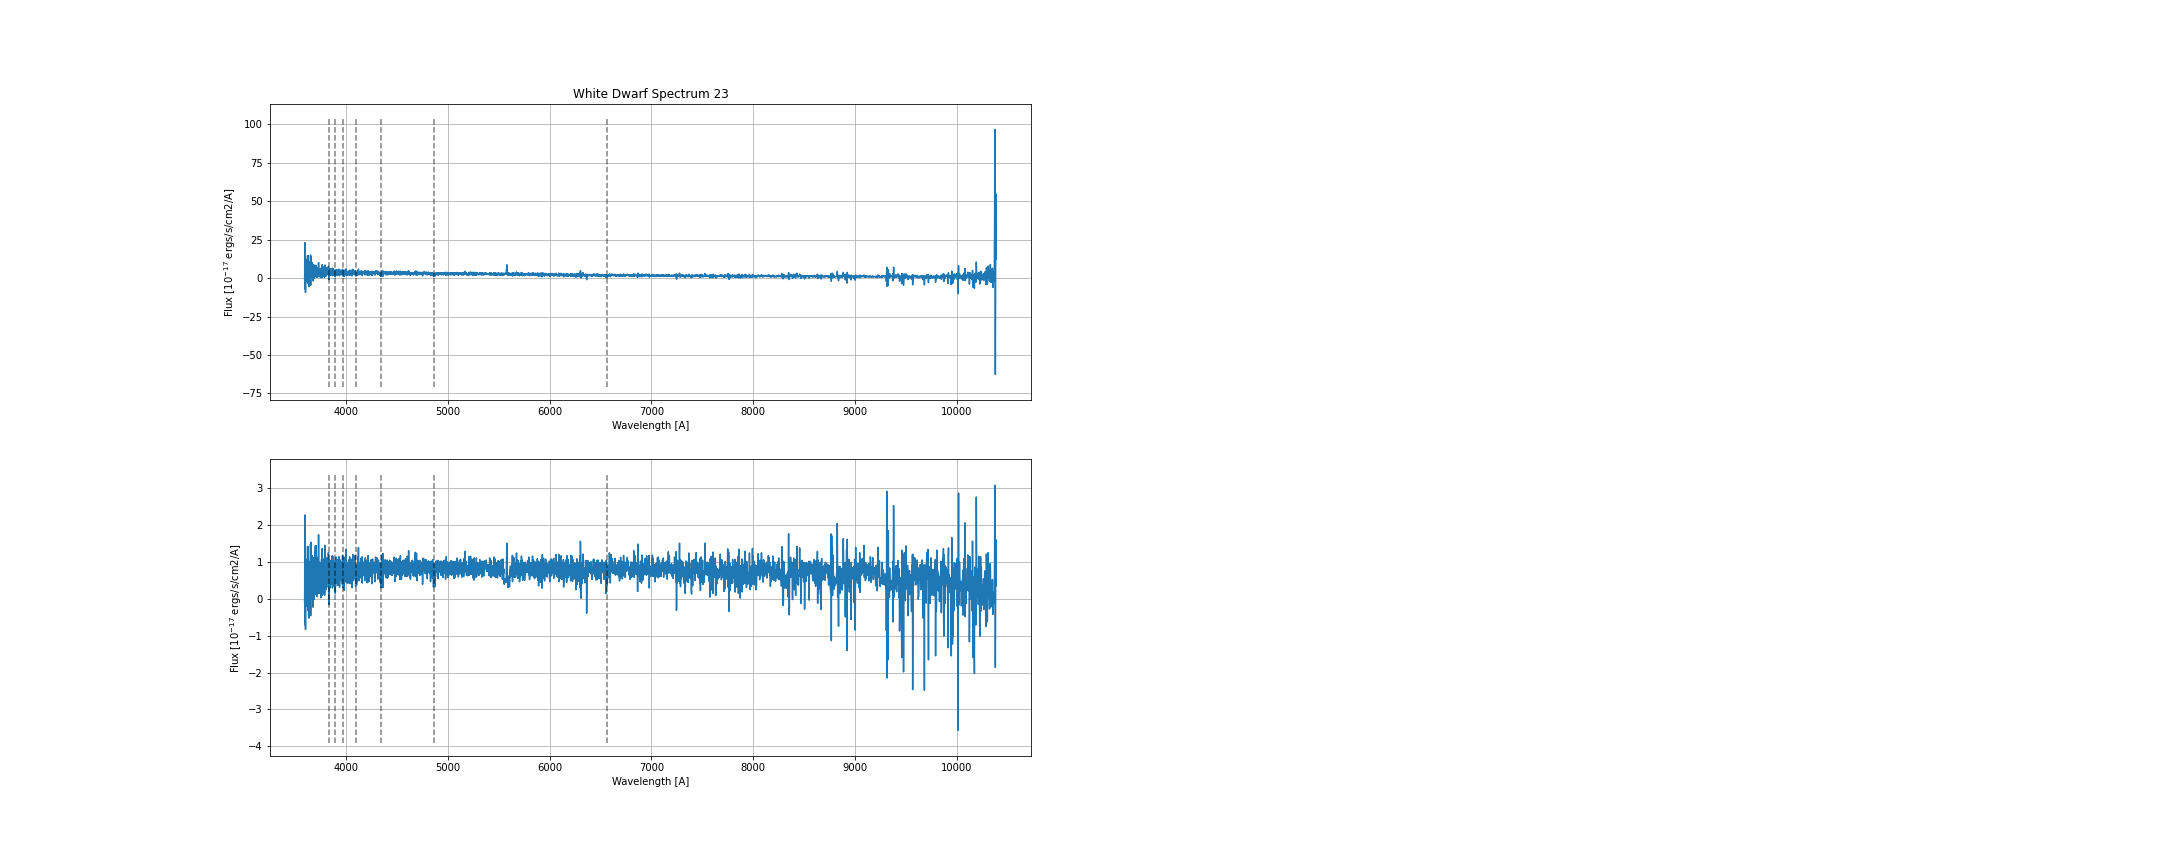 White Dwarf Spectrum 23
Flux [10⁻¹⁷ ergs/s/cm2/A]
100
75
50
25
0
−25
−50
−75
4000 5000 6000 7000 8000 9000 10000
Wavelength [A]
Flux [10⁻¹⁷ ergs/s/cm2/A]
3
2
1
0
−1
−2
−3
−4
4000 5000 6000 7000 8000 9000 10000
Wavelength [A]